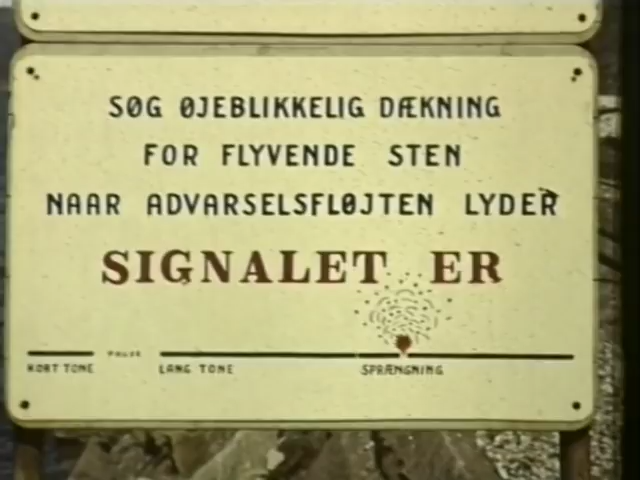 SØG ØJEBLIKKELIG DÆKNING
FOR FLYVENDE STEN
NAAR ADVARSELSFLØJTEN LYDER
SIGNALET ER
PAUSE
KORT TONE LANG TONE SPRÆNGNING